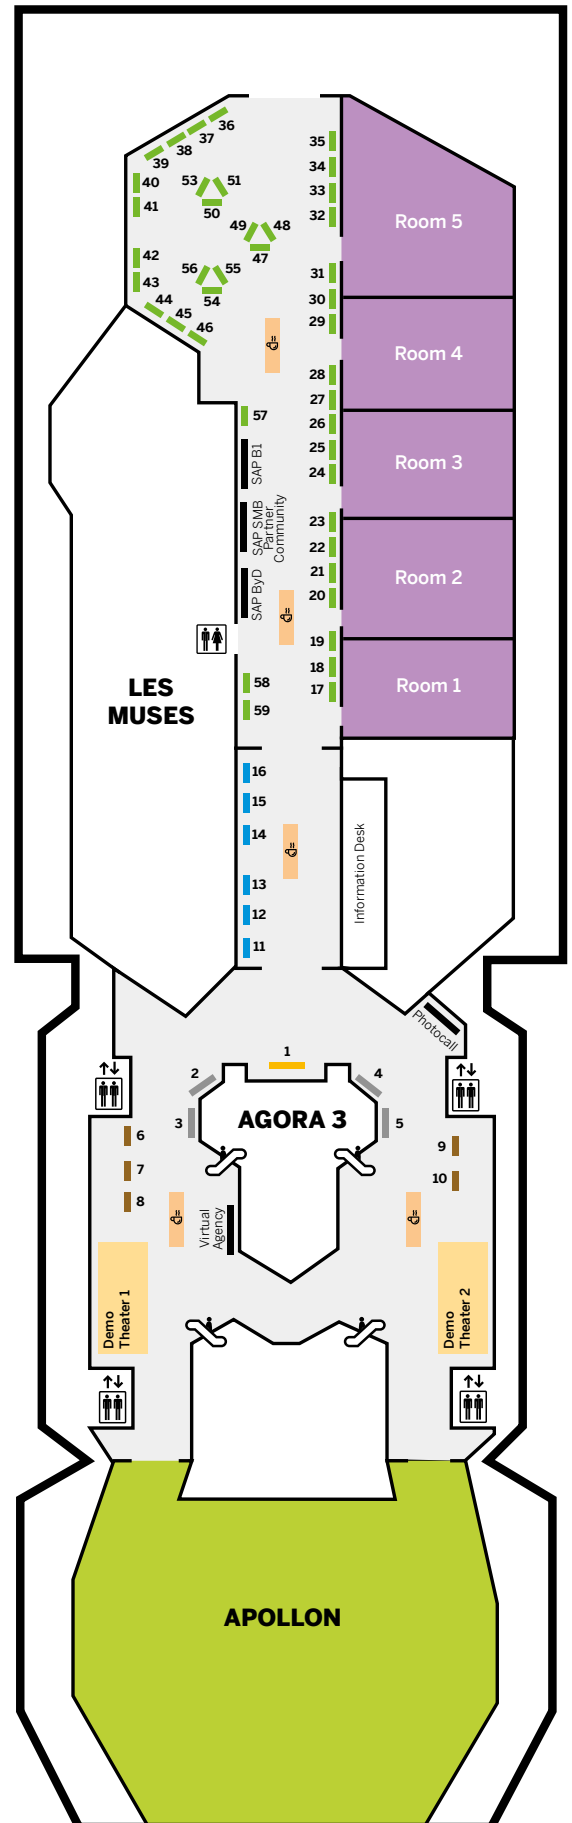 36
37
38
39
35
34
33
32
40
41
53
51
50
49
48
47
42
43
56
55
54
44
45
46
31
30
29
28
27
26
25
24
57
SAP B1
SAP SMB
Partner
Community
SAP ByD
23
22
21
20
19
18
17
58
59
Room 5
Room 4
Room 3
Room 2
Room 1
LES
MUSES
16
15
14
13
12
11
Information Desk
Photocall
1
2
3
4
5
AGORA 3
6
7
8
9
10
Virtual
Agency
Demo
Theater 1
Demo
Theater 2
APOLLON